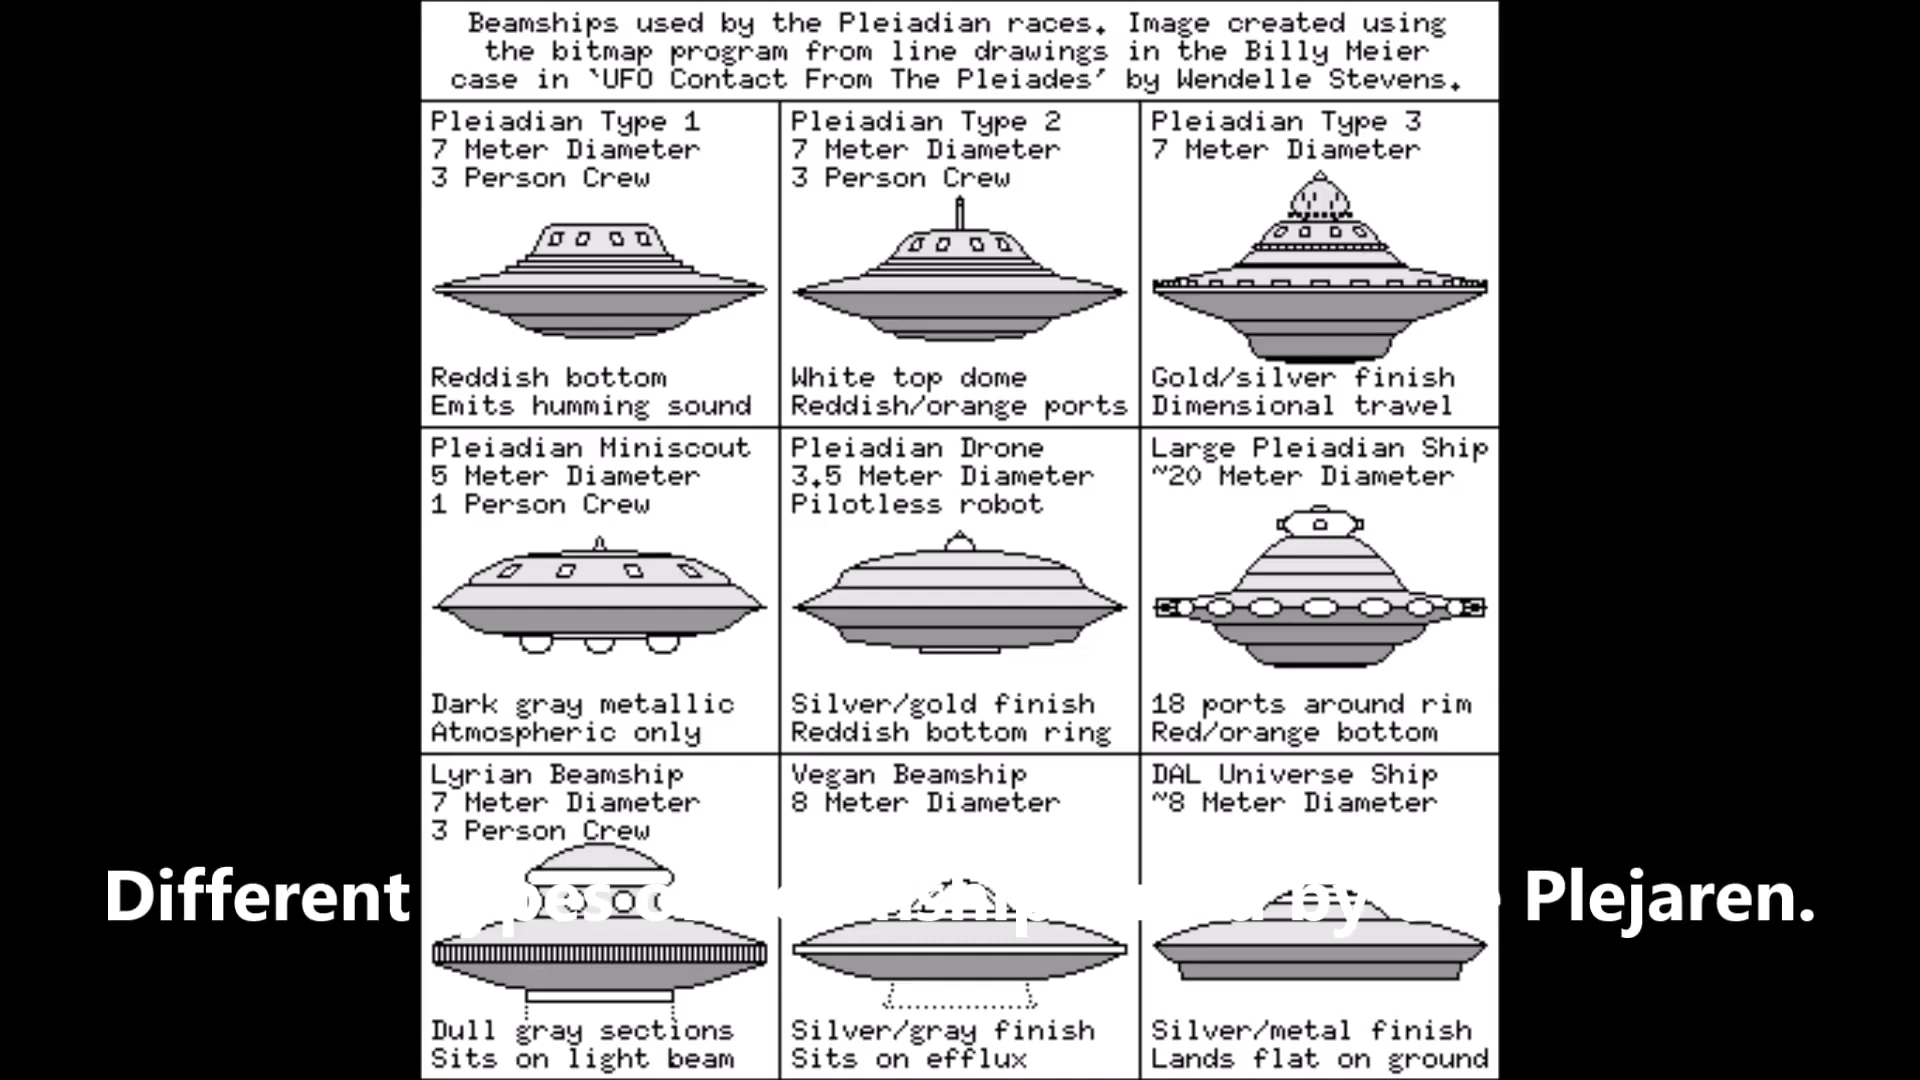 Beamships used by the Pleiadian races. Image created using
the bitmap program from line drawings in the Billy Meier
case in `UFO Contact From The Pleiades' by Wendelle Stevens.
Pleiadian Type 1
7 Meter Diameter
3 Person Crew
Reddish bottom
Emits humming sound
Pleiadian Type 2
7 Meter Diameter
3 Person Crew
White top dome
Reddish/orange ports
Pleiadian Type 3
7 Meter Diameter
Gold/silver finish
Dimensional travel
Pleiadian Miniscout
5 Meter Diameter
1 Person Crew
Dark gray metallic
Atmospheric only
Pleiadian Drone
3.5 Meter Diameter
Pilotless robot
Silver/gold finish
Reddish bottom ring
Large Pleiadian Ship
~20 Meter Diameter
18 ports around rim
Red/orange bottom
Lyrian Beamship
7 Meter Diameter
3 Person Crew
Dull gray sections
Sits on light beam
Vegan Beamship
8 Meter Diameter
Silver/gray finish
Sits on efflux
DAL Universe Ship
~8 Meter Diameter
Silver/metal finish
Lands flat on ground
Different types by Plejaren.